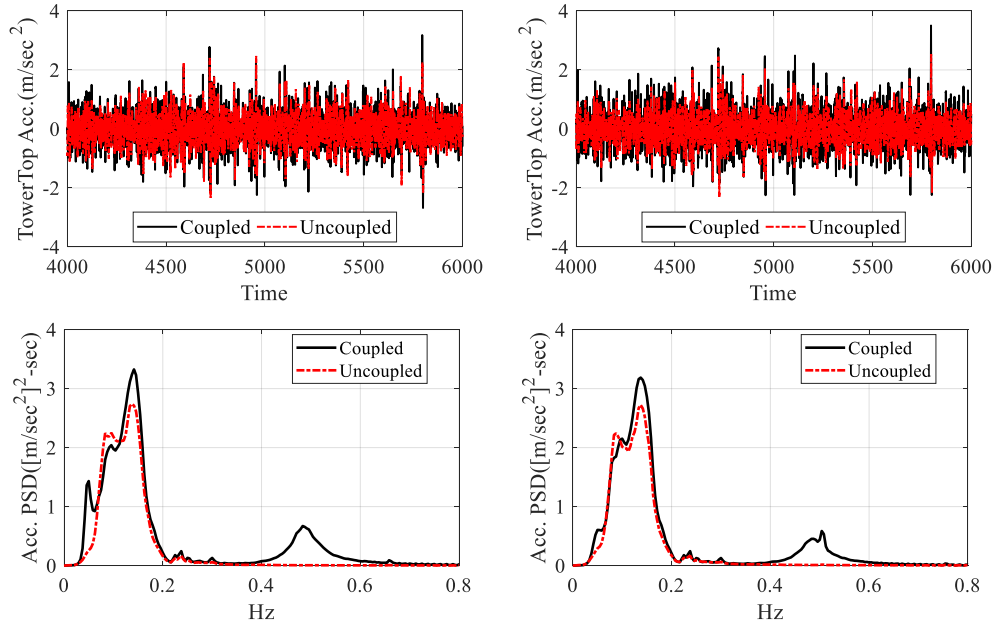 4
2
0
-2
-4
TowerTop Acc.(m/sec 2)
Coupled Uncoupled
4000 4500 5000 5500 6000
Time
4
2
0
-2
-4
TowerTop Acc.(m/sec 2)
Coupled Uncoupled
4000 4500 5000 5500 6000
Time
4
3
2
1
0
Acc. PSD([m/sec2]2-sec)
Coupled
Uncoupled
0 0.2 0.4 0.6 0.8
Hz
4
3
2
1
0
Acc. PSD([m/sec2]2-sec)
Coupled
Uncoupled
0 0.2 0.4 0.6 0.8
Hz